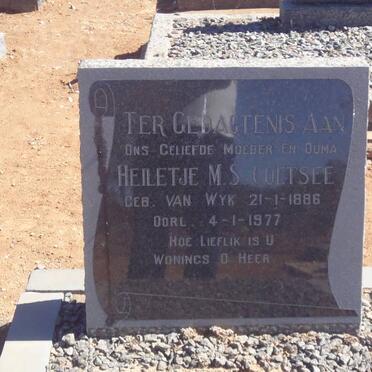 TER GEDAGTENIS AAN
ONS GELIEFDE MOEDER EN OUMA
HEILETJE M.S. COETSEE
GEB. VAN WYK 21-1-1886
OORL. 4-1-1977
HOE LIEFLIK IS U
WONINGS O HEER